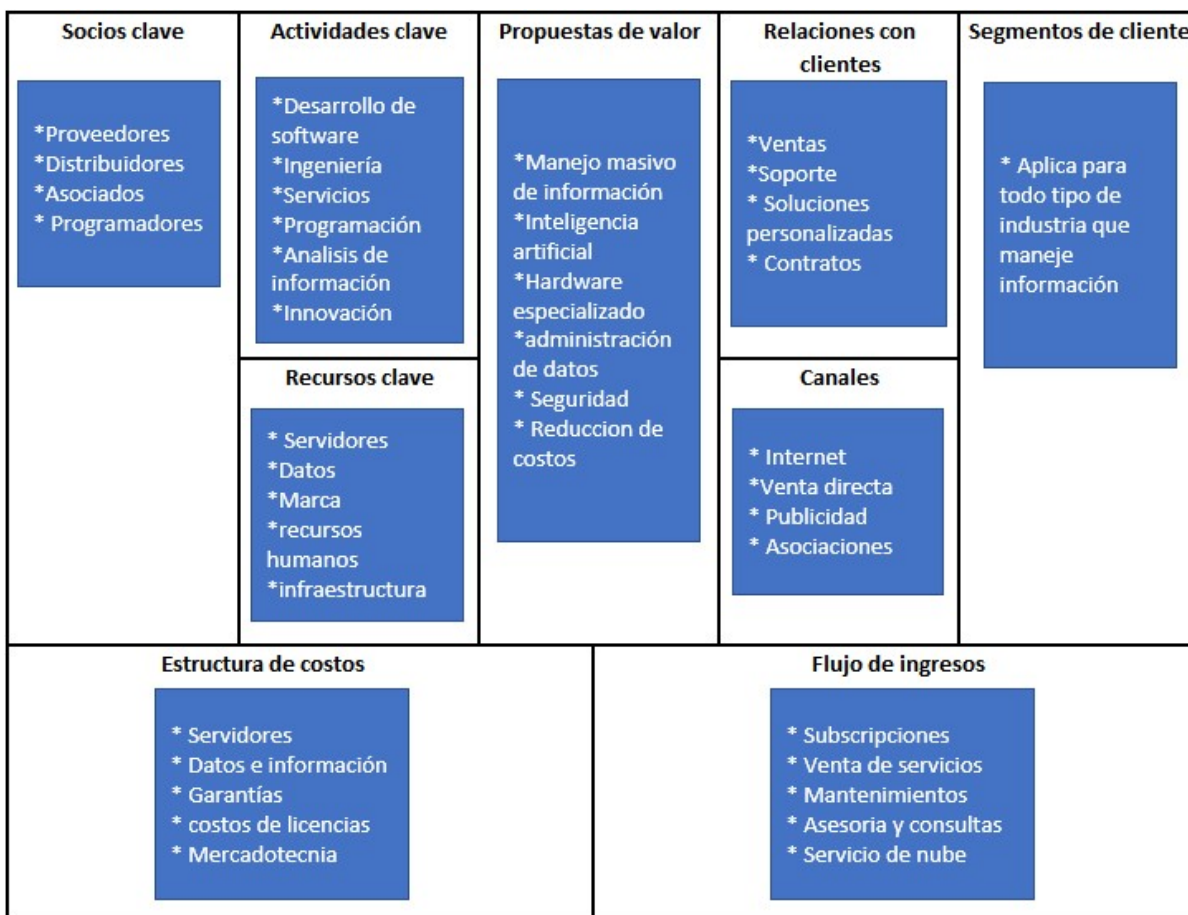 Socios clave
*Proveedores
*Distribuidores
*Asociados
* Programadores
Actividades clave
*Desarrollo de
software
*Ingeniería
*Servicios
*Programación
*Analisis de
información
*Innovación
Recursos clave
* Servidores
*Datos
*Marca
*recursos
humanos
*infraestructura
Propuestas de valor
*Manejo masivo
de información
*Inteligencia
artificial
*Hardware
especializado
*administración
de datos
* Seguridad
* Reduccion de
costos
Relaciones con
clientes
*Ventas
*Soporte
* Soluciones
personalizadas
* Contratos
Canales
* Internet
*Venta directa
* Publicidad
* Asociaciones
Segmentos de cliente
* Aplica para
todo tipo de
industria que
maneje
información
Estructura de costos
* Servidores
* Datos e información
* Garantías
* costos de licencias
* Mercadotecnia
Flujo de ingresos
* Subscripciones
* Venta de servicios
* Mantenimientos
* Asesoria y consultas
* Servicio de nube